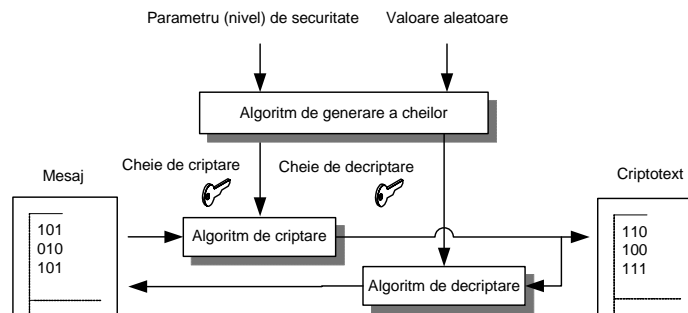 Parametru (nivel) de securitate
Valoare aleatoare
Algoritm de generare a cheilor
Cheie de criptare
Cheie de decriptare
Mesaj
Criptotext
101
010
101
Algoritm de criptare
110
100
111
Algoritm de decriptare